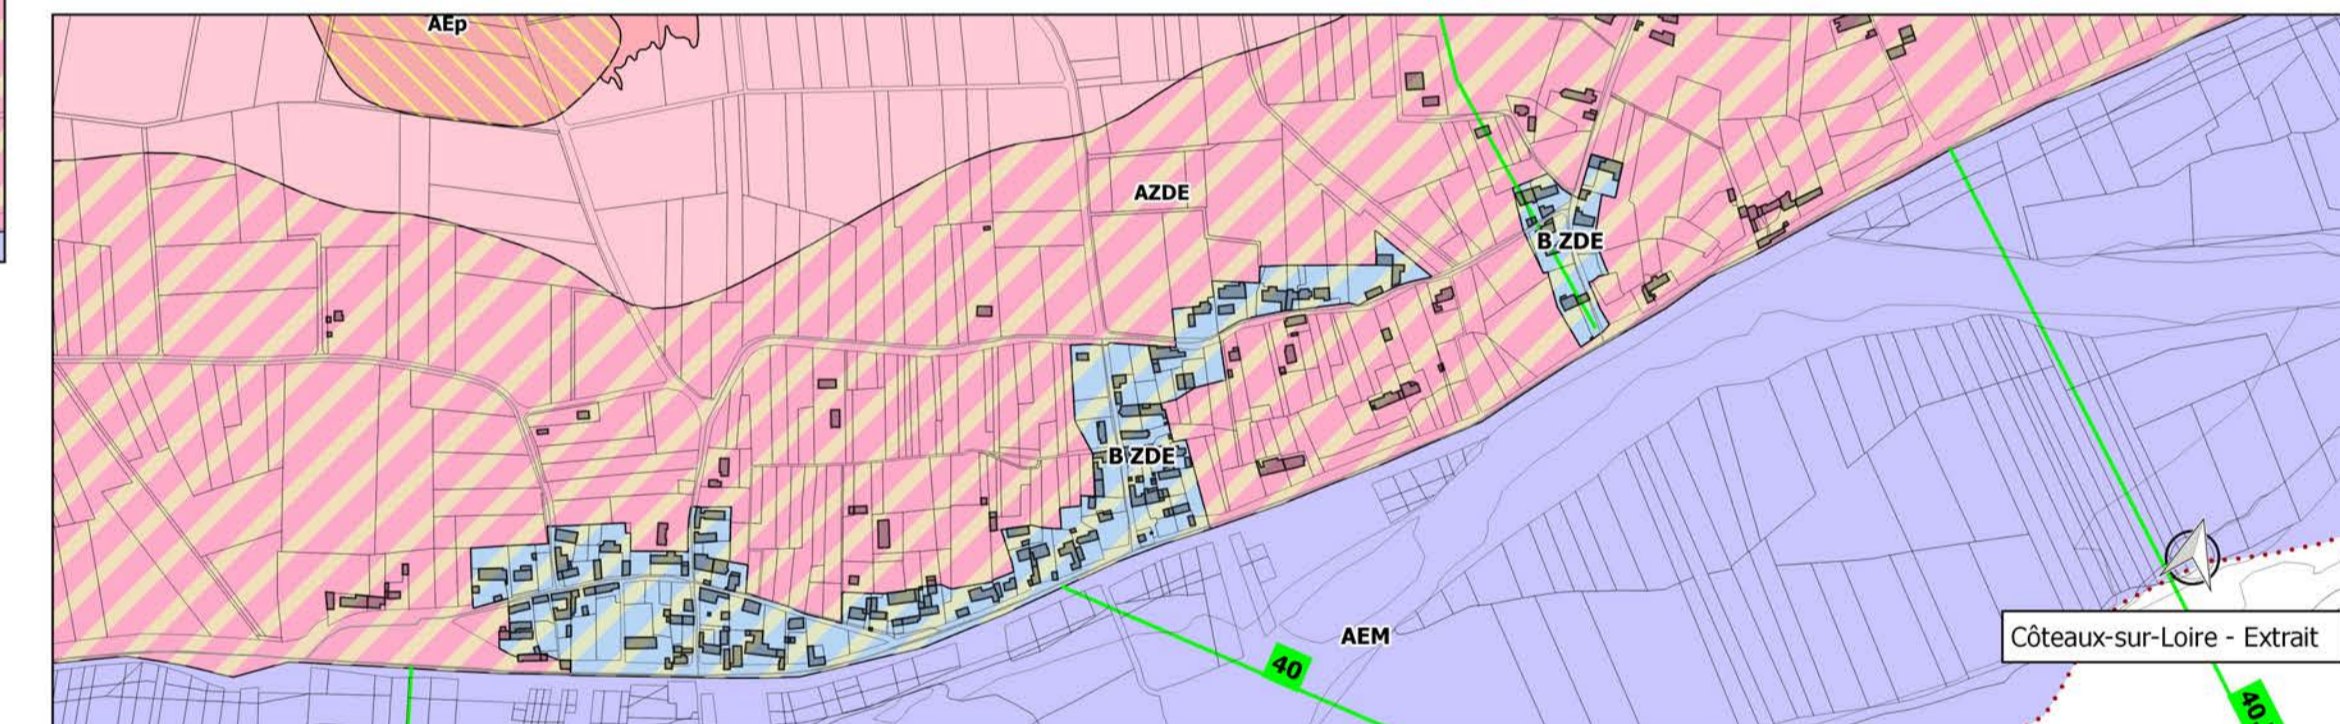 AEp
AZDE
B ZDE
B ZDE
AEM
Côteaux-sur-Loire - Extrait
40
40